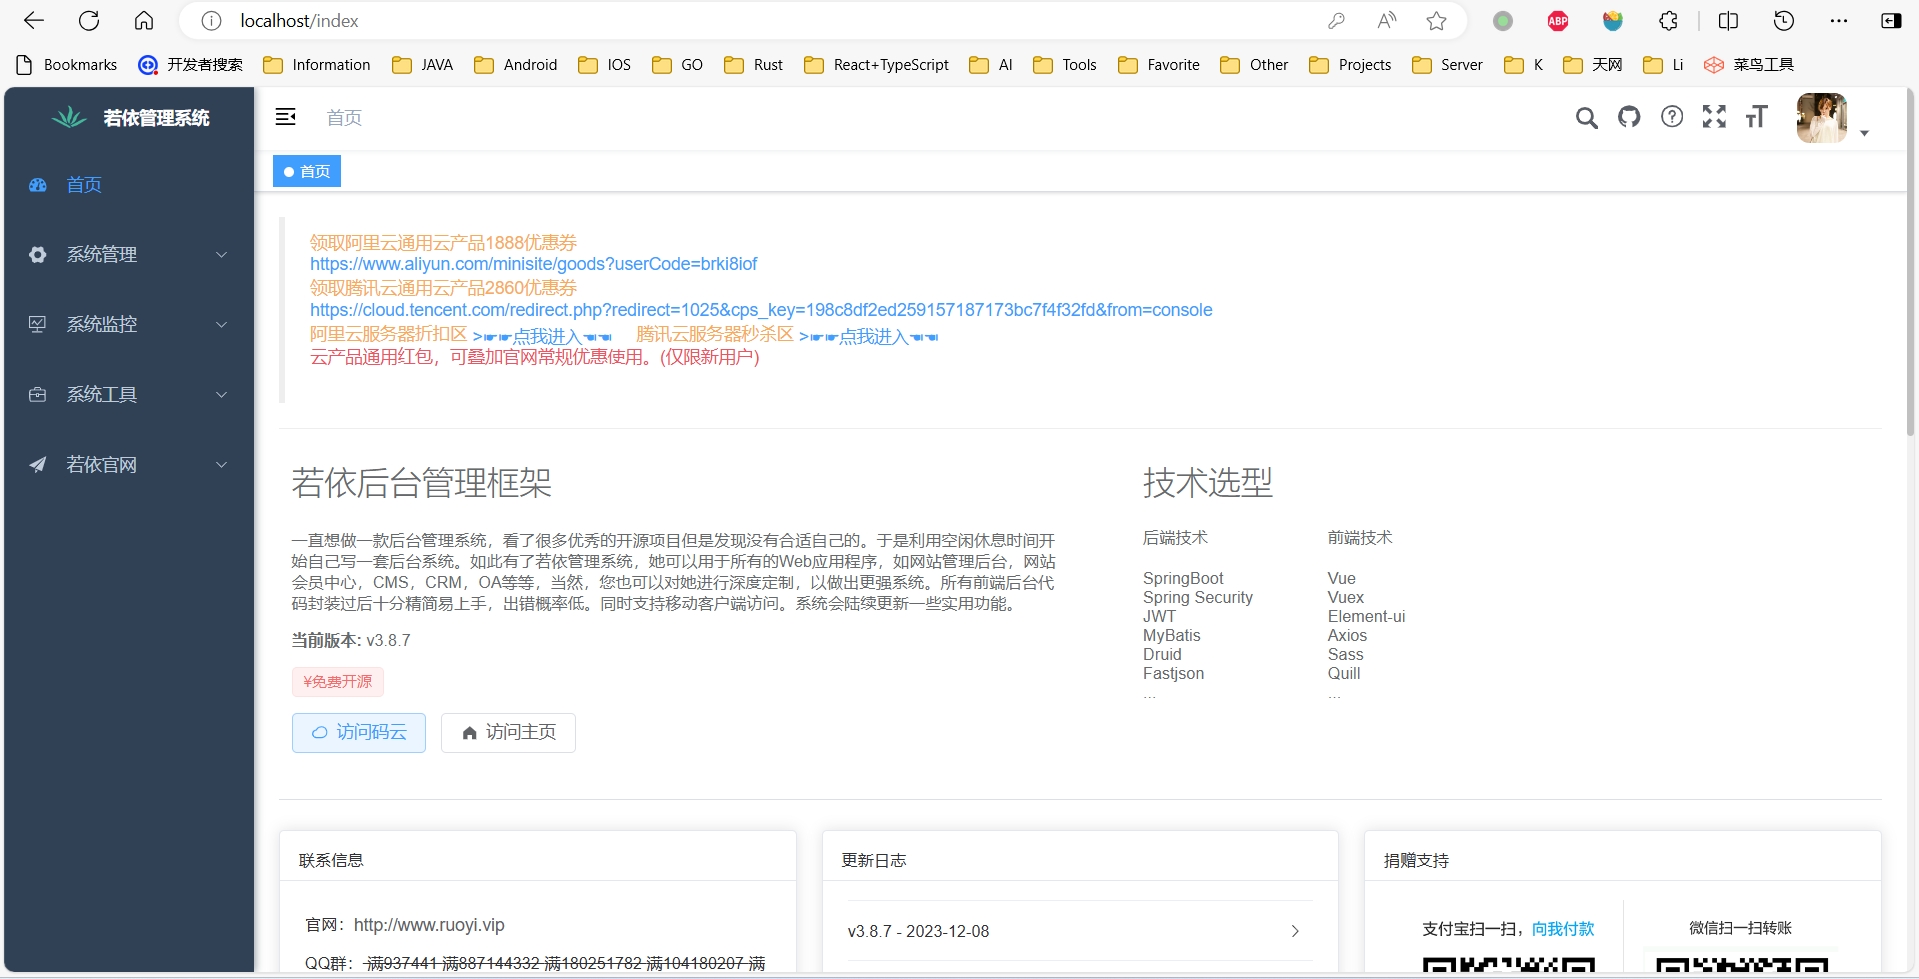 localhost/index
Bookmarks 开发者搜索 Information JAVA Android IOS GO Rust React+TypeScript AI Tools Favorite Other Projects Server K 天网 Li 菜鸟工具
若依管理系统
首页
首页
首页
系统管理
系统监控
系统工具
若依官网
领取阿里云通用云产品1888优惠券
https://www.aliyun.com/minisite/goods?userCode=brki8iof
领取腾讯云通用云产品2860优惠券
https://cloud.tencent.com/redirect.php?redirect=1025&cps_key=198c8df2ed259157187173bc7f4f32fd&from=console
阿里云服务器折扣区 >☛☛点我进入☚☚ 腾讯云服务器秒杀区 >☛☛点我进入☚☚
云产品通用红包，可叠加官网常规优惠使用。(仅限新用户)
若依后台管理框架
一直想做一款后台管理系统，看了很多优秀的开源项目但是发现没有合适自己的。于是利用空闲休息时间开
始自己写一套后台系统。如此有了若依管理系统，她可以用于所有的Web应用程序，如网站管理后台，网站
会员中心，CMS，CRM，OA等等，当然，您也可以对她进行深度定制，以做出更强系统。所有前端后台代
码封装过后十分精简易上手，出错概率低。同时支持移动客户端访问。系统会陆续更新一些实用功能。
当前版本: v3.8.7
¥免费开源
访问码云 访问主页
技术选型
后端技术
SpringBoot
Spring Security
JWT
MyBatis
Druid
Fastjson
...
前端技术
Vue
Vuex
Element-ui
Axios
Sass
Quill
...
联系信息
官网：http://www.ruoyi.vip
QQ群：满937441 满887144332 满180251782 满104180207 满
更新日志
v3.8.7 - 2023-12-08
捐赠支持
支付宝扫一扫，向我付款
微信扫一扫转账
ABP